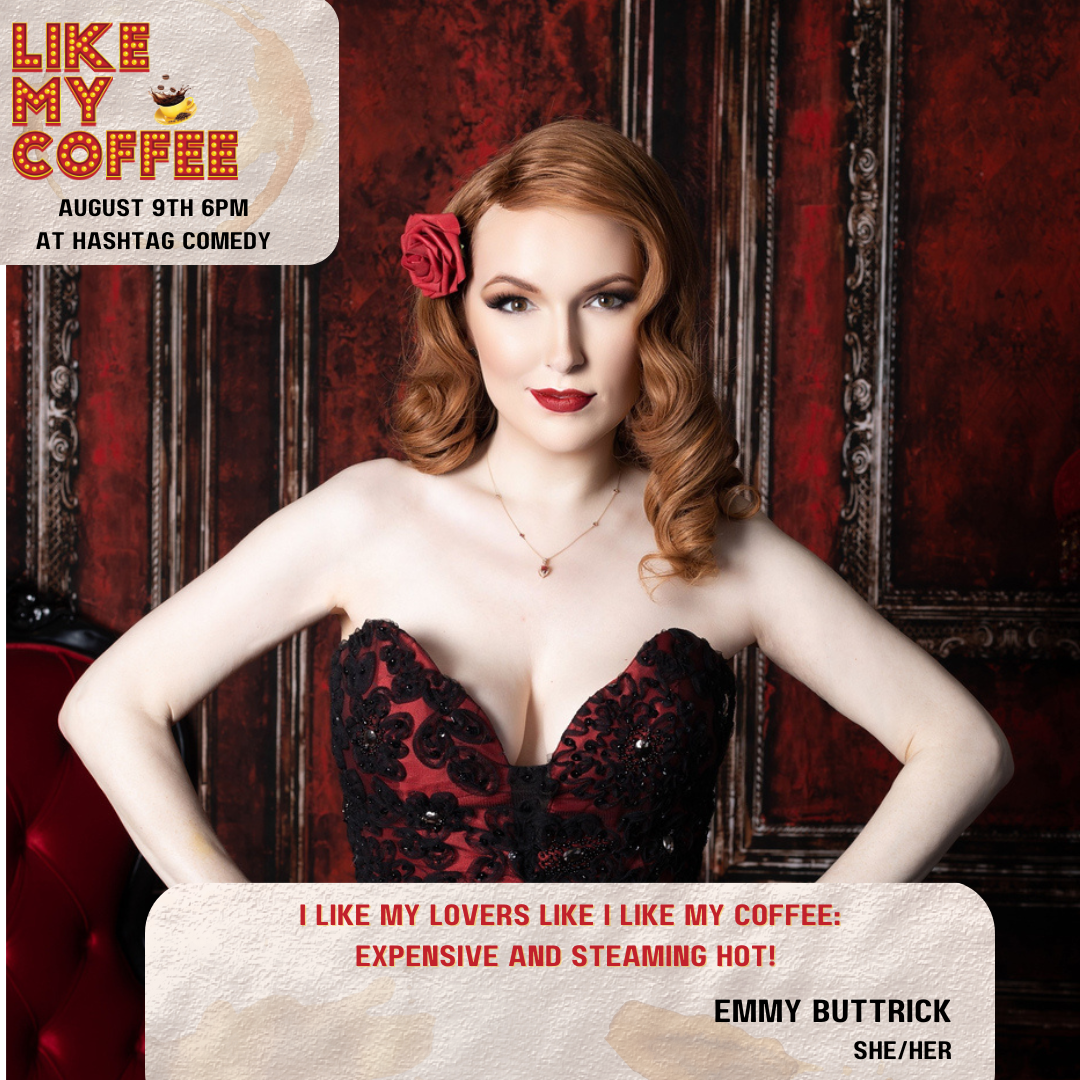 LIKE
MY
COFFEE
AUGUST 9TH 6PM
AT HASHTAG COMEDY
I LIKE MY LOVERS LIKE I LIKE MY COFFEE:
EXPENSIVE AND STEAMING HOT!
EMMY BUTTRICK
SHE/HER